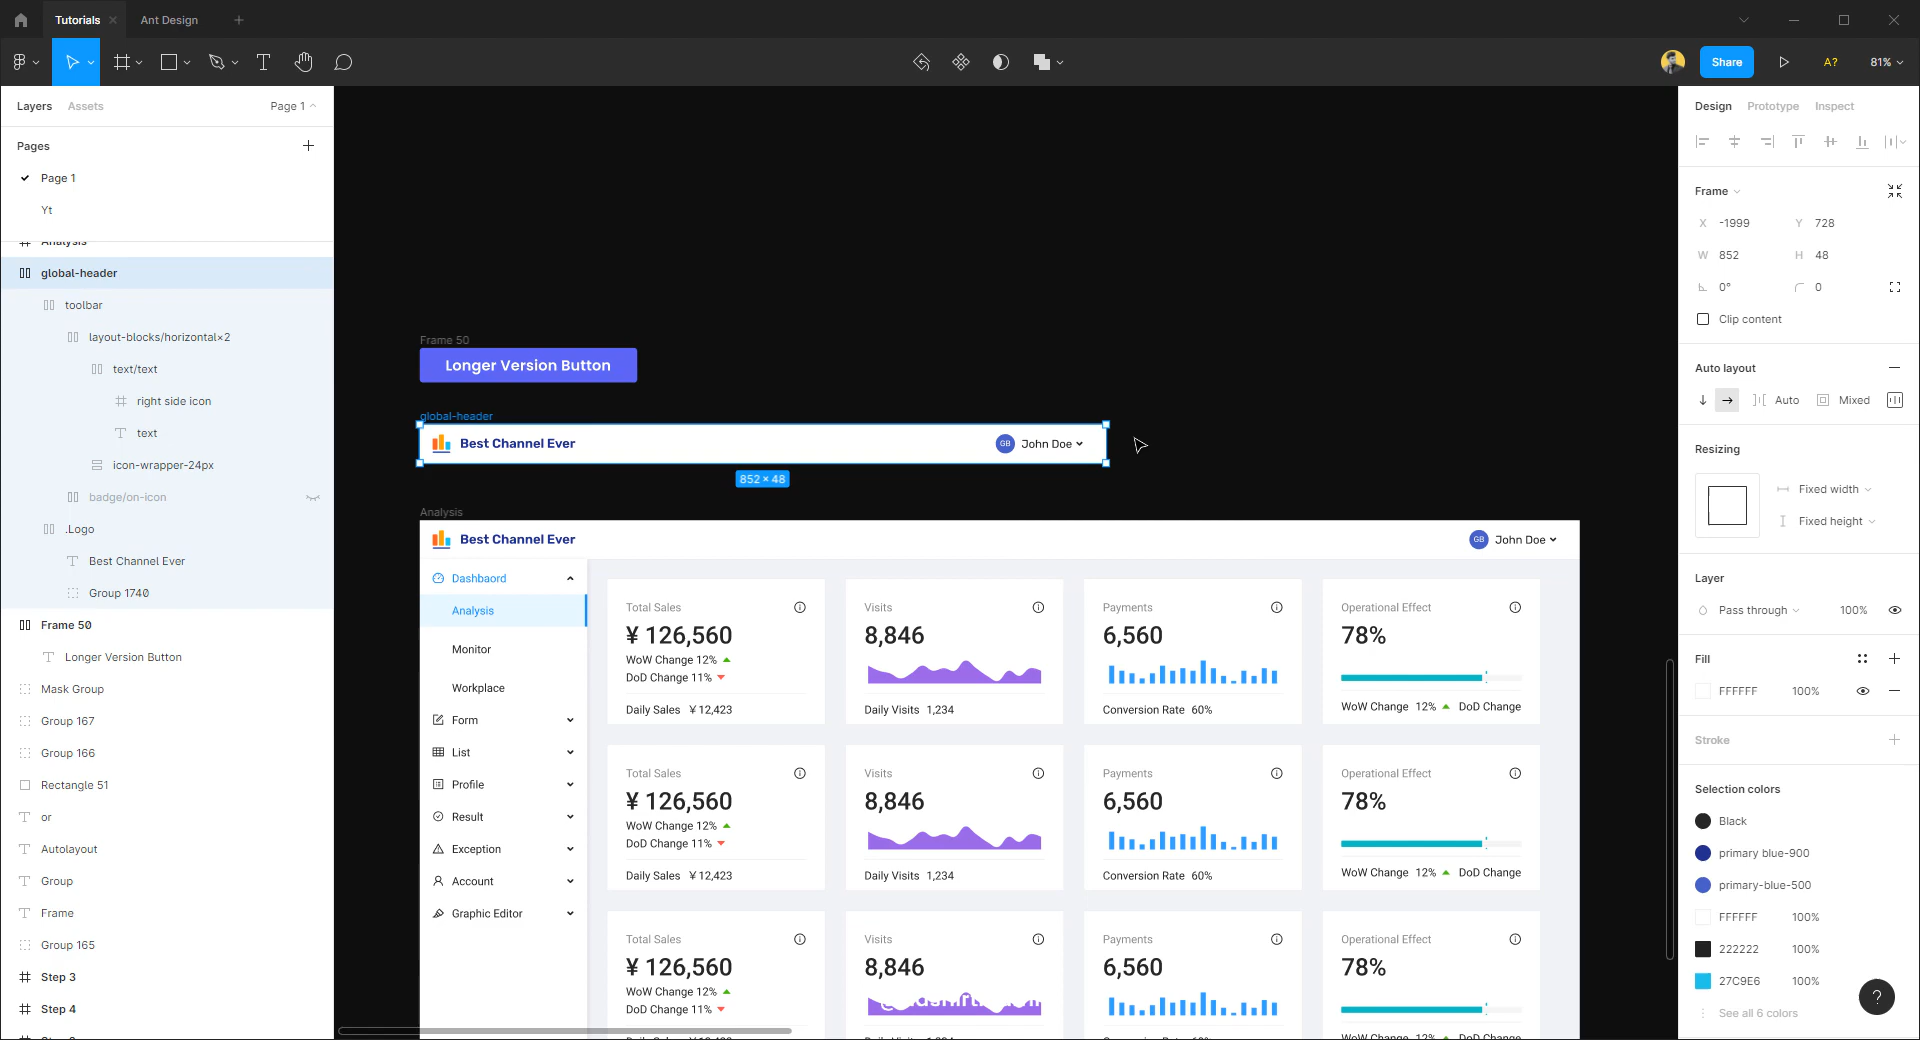 Tutorials
Ant Design
Share
A?
81%
Layers
Assets
Page 1
Pages
Page 1
Yt
Analysis
global-header
toolbar
layout-blocks/horizontal×2
text/text
right side icon
text
icon-wrapper-24px
badge/on-icon
.Logo
Best Channel Ever
Group 1740
Frame 50
Longer Version Button
Mask Group
Group 167
Group 166
Rectangle 51
or
Autolayout
Group
Frame
Group 165
Step 3
Step 4
Frame 50
Longer Version Button
global-header
Best Channel Ever
GB John Doe
852 × 48
Analysis
Best Channel Ever
GB John Doe
Dashbaord
Analysis
Monitor
Workplace
Form
List
Profile
Result
Exception
Account
Graphic Editor
Total Sales
¥ 126,560
WoW Change 12%
DoD Change 11%
Daily Sales ¥12,423
Visits
8,846
Daily Visits 1,234
Payments
6,560
Conversion Rate 60%
Operational Effect
78%
WoW Change 12% DoD Change
Total Sales
¥ 126,560
WoW Change 12%
DoD Change 11%
Daily Sales ¥12,423
Visits
8,846
Daily Visits 1,234
Payments
6,560
Conversion Rate 60%
Operational Effect
78%
WoW Change 12% DoD Change
Total Sales
¥ 126,560
WoW Change 12%
DoD Change 11%
Visits
8,846
Payments
6,560
Operational Effect
78%
Design
Prototype
Inspect
Frame
X -1999
Y 728
W 852
H 48
0°
0
Clip content
Auto layout
Auto
Mixed
Resizing
Fixed width
Fixed height
Layer
Pass through
100%
Fill
FFFFFF
100%
Stroke
Selection colors
Black
primary blue-900
primary-blue-500
FFFFFF 100%
222222 100%
27C9E6 100%
See all 6 colors
?